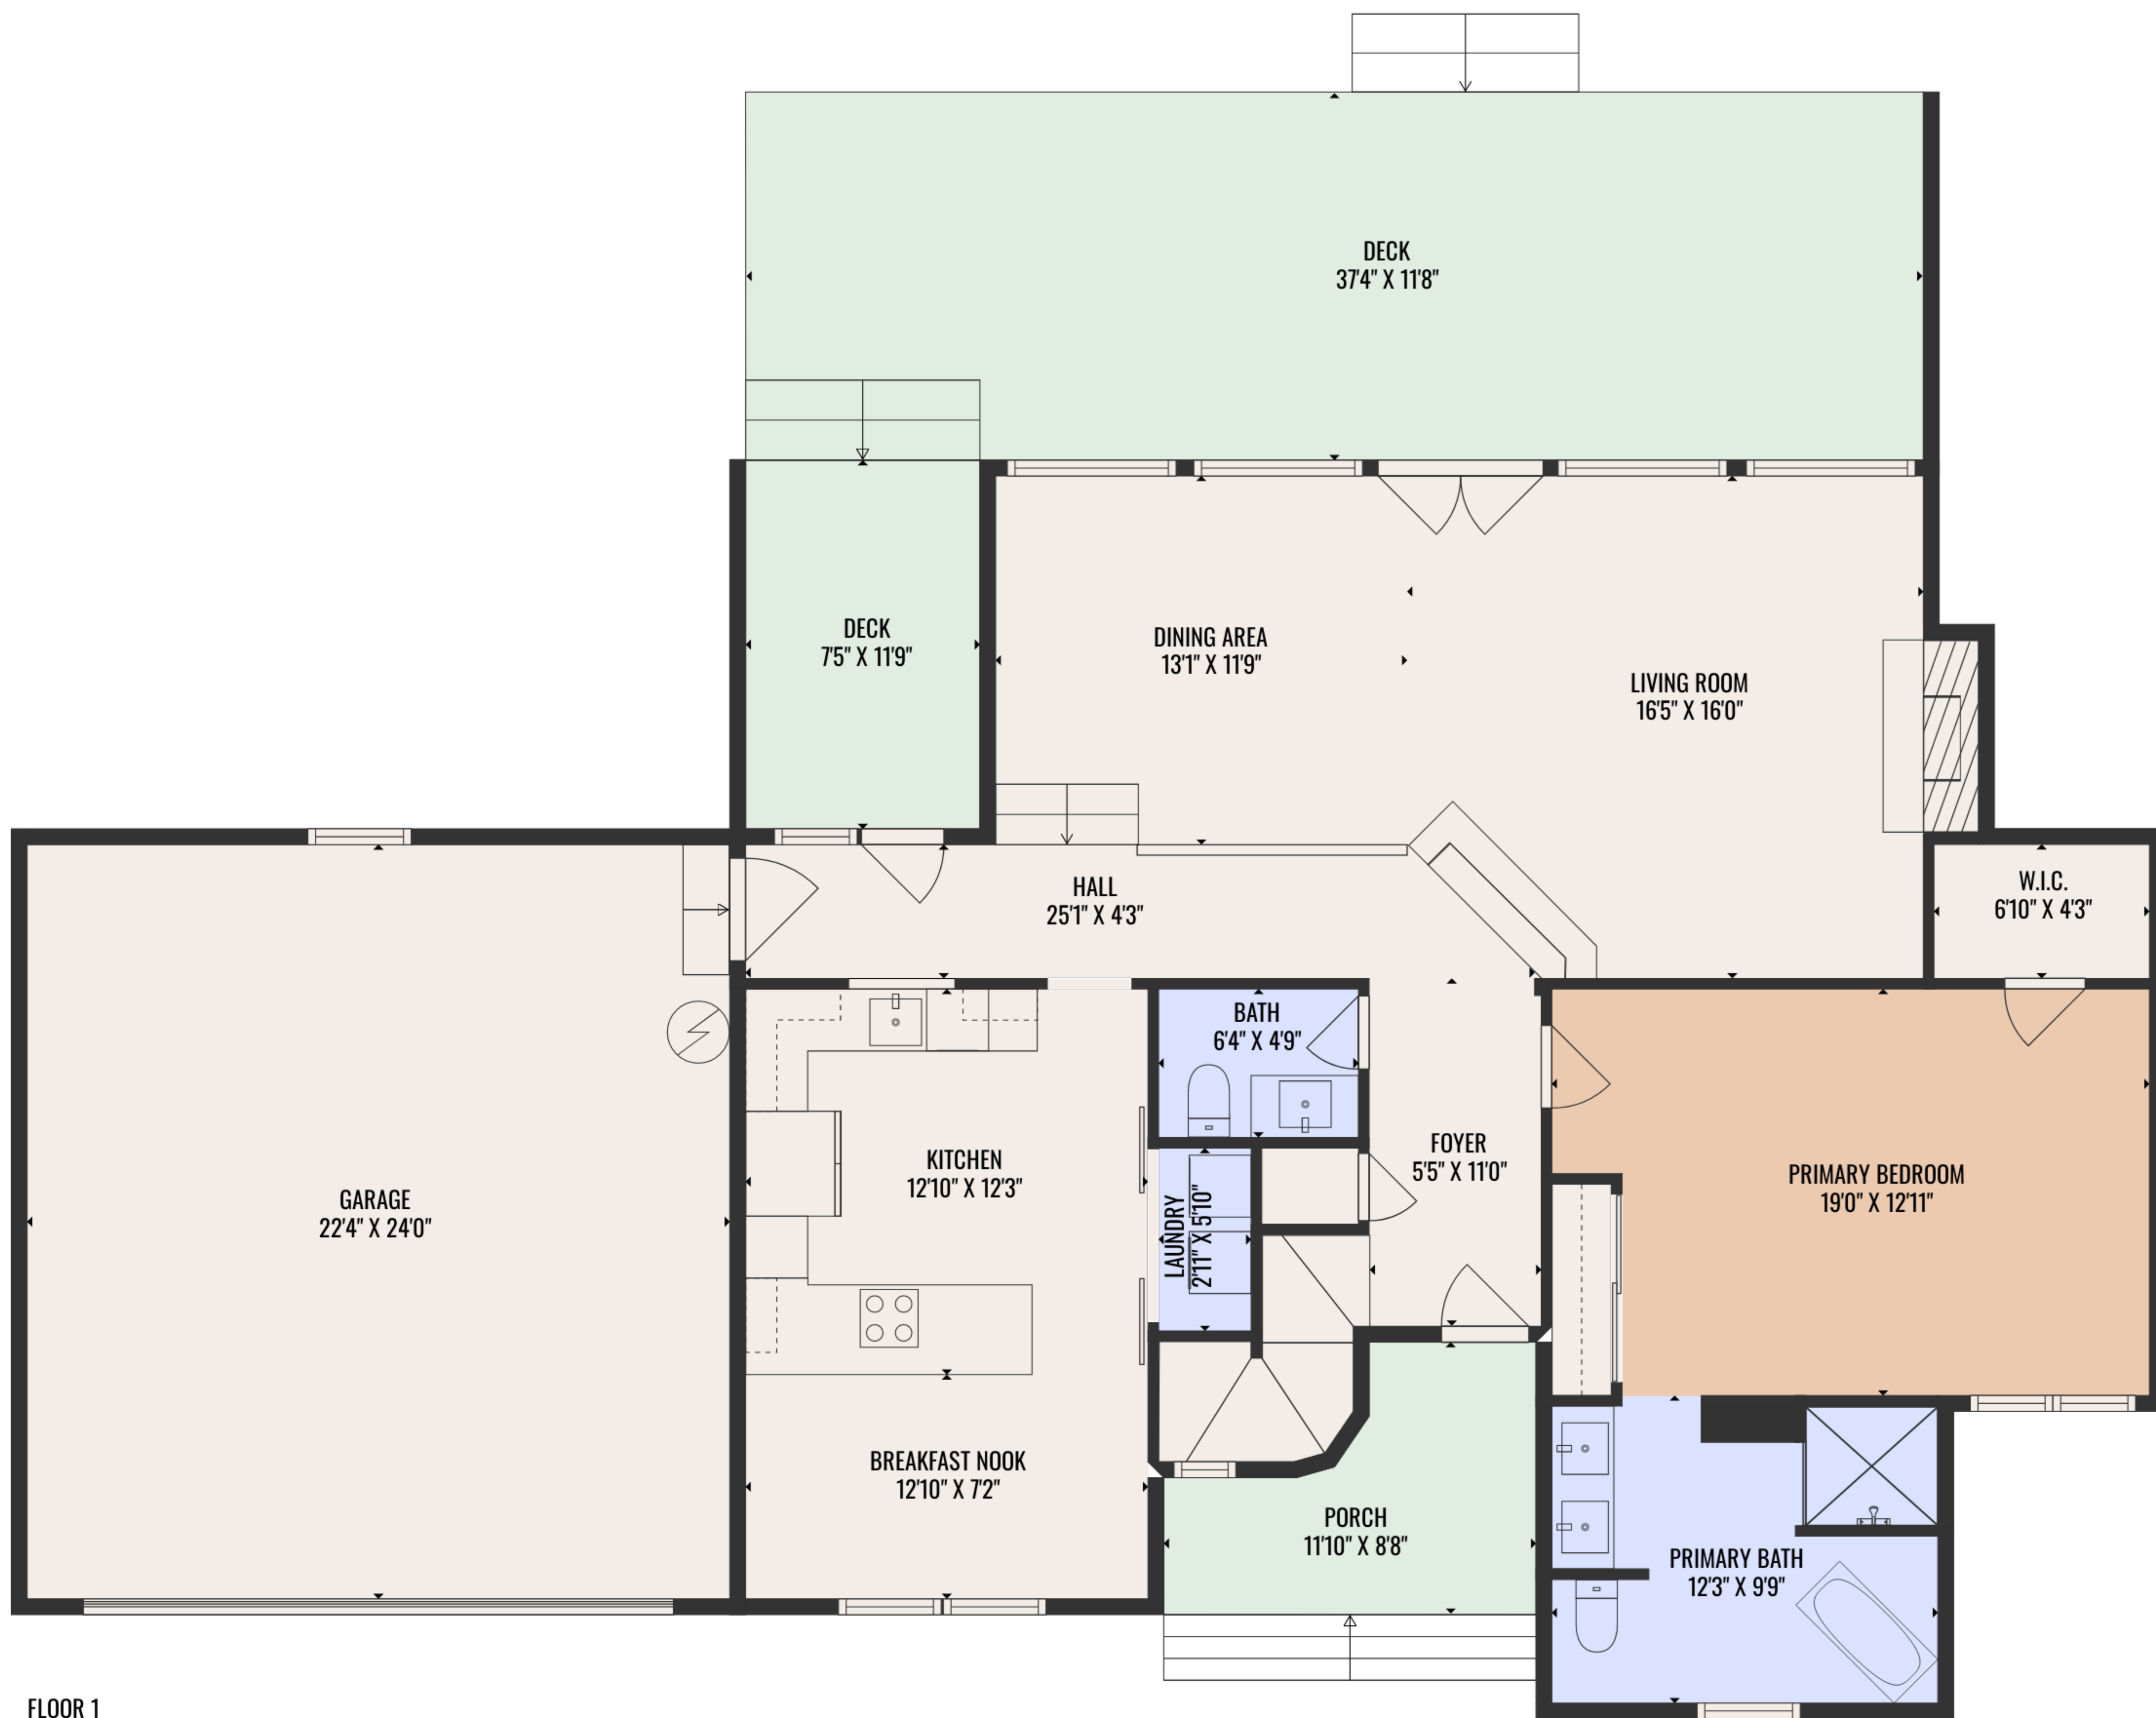 DECK
37'4" X 11'8"
DECK
7'5" X 11'9"
DINING AREA
13'1" X 11'9"
LIVING ROOM
16'5" X 16'0"
HALL
25'1" X 4'3"
W.I.C.
6'10" X 4'3"
BATH
6'4" X 4'9"
FOYER
5'5" X 11'0"
KITCHEN
12'10" X 12'3"
LAUNDRY
2'11" X 5'10"
PRIMARY BEDROOM
19'0" X 12'11"
GARAGE
22'4" X 24'0"
BREAKFAST NOOK
12'10" X 7'2"
PORCH
11'10" X 8'8"
PRIMARY BATH
12'3" X 9'9"
FLOOR 1